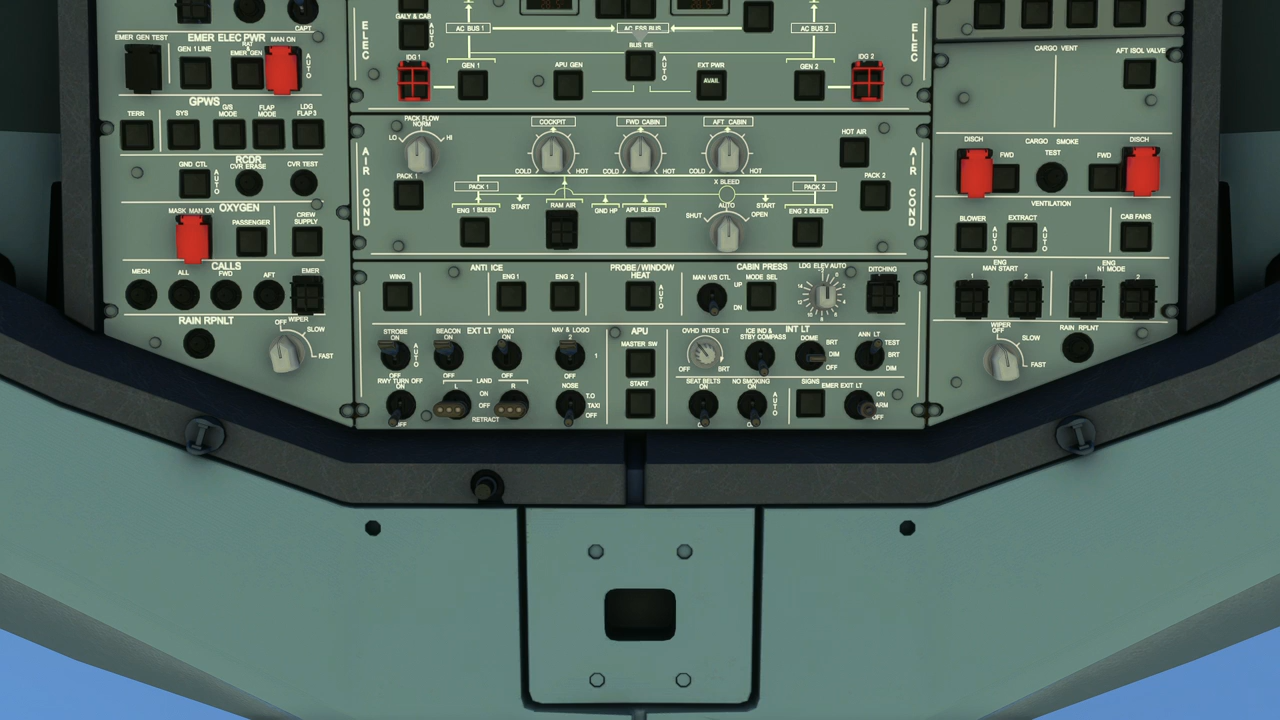 CAPT
EMER ELEC PWR
EMER GEN TEST
GEN 1 LINE
RAT
EMER GEN
MAN ON
AUTO
GPWS
TERR
SYS
G/S
MODE
FLAP
MODE
LDG
FLAP 3
RCDR
GND CTL
AUTO
CVR ERASE
CVR TEST
OXYGEN
MASK MAN ON
PASSENGER
CREW
SUPPLY
CALLS
MECH
ALL
FWD
AFT
EMER
RAIN RPNLT
WIPER
OFF
SLOW
FAST
ELEC
GALY & CAB
AUTO
AC BUS 1
AC ESS BUS
AC BUS 2
BUS TIE
AUTO
IDG 1
GEN 1
APU GEN
EXT PWR
AVAIL
GEN 2
IDG 2
ELEC
AIR COND
PACK FLOW
NORM
LO
HI
COCKPIT
FWD CABIN
AFT CABIN
HOT AIR
COLD
HOT
COLD
HOT
COLD
HOT
PACK 1
PACK 2
PACK 1
X BLEED
PACK 2
START
RAM AIR
GND HP
APU BLEED
AUTO
START
ENG 1 BLEED
SHUT
OPEN
ENG 2 BLEED
AIR COND
ANTI ICE
WING
ENG 1
ENG 2
PROBE/WINDOW
HEAT
AUTO
CABIN PRESS
MAN V/S CTL
UP
DN
MODE SEL
LDG ELEV AUTO
DITCHING
EXT LT
STROBE
ON
AUTO
OFF
BEACON
ON
OFF
WING
ON
OFF
NAV & LOGO
1
OFF
RWY TURN OFF
ON
OFF
LAND
L
R
ON
OFF
RETRACT
NOSE
T.O
TAXI
OFF
APU
MASTER SW
START
INT LT
OVHD INTEG LT
OFF
BRT
ICE IND &
STBY COMPASS
DOME
BRT
DIM
OFF
ANN LT
TEST
BRT
DIM
SIGNS
SEAT BELTS
ON
OFF
NO SMOKING
ON
AUTO
OFF
EMER EXIT LT
ON
ARM
OFF
CARGO VENT
AFT ISOL VALVE
CARGO SMOKE
DISCH
FWD
TEST
FWD
DISCH
VENTILATION
BLOWER
AUTO
EXTRACT
AUTO
CAB FANS
ENG
MAN START
1
2
ENG
N1 MODE
1
2
WIPER
OFF
SLOW
FAST
RAIN RPNLT